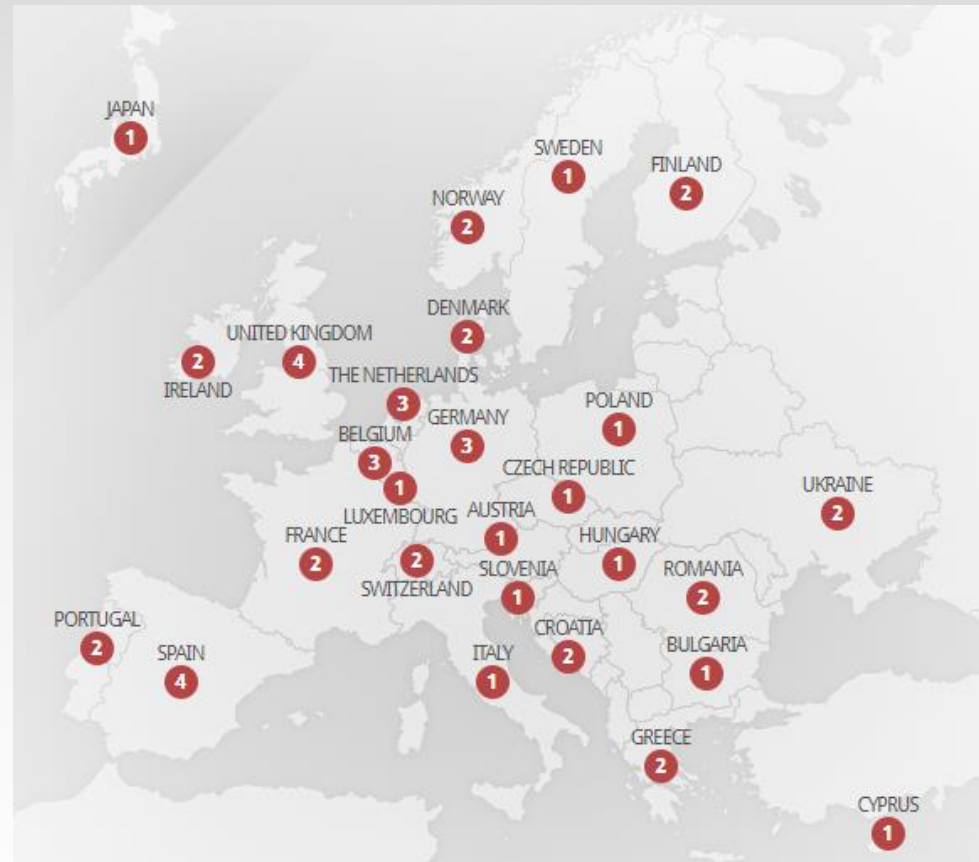 JAPAN
1
SWEDEN
1
FINLAND
2
NORWAY
2
DENMARK
2
UNITED KINGDOM
4
2
IRELAND
THE NETHERLANDS
3
GERMANY
3
POLAND
1
BELGIUM
3
CZECH REPUBLIC
1
1
LUXEMBOURG
UKRAINE
2
AUSTRIA
1
FRANCE
2
HUNGARY
1
2
SWITZERLAND
SLOVENIA
1
ROMANIA
2
PORTUGAL
2
CROATIA
2
SPAIN
4
ITALY
1
BULGARIA
1
GREECE
2
CYPRUS
1